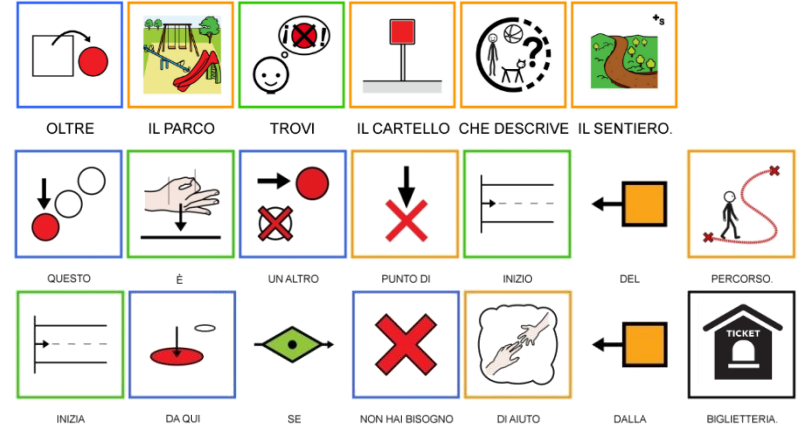 +s
OLTRE IL PARCO TROVI IL CARTELLO CHE DESCRIVE IL SENTIERO.
QUESTO È UN ALTRO PUNTO DI INIZIO DEL PERCORSO.
TICKET
INIZIA DA QUI SE NON HAI BISOGNO DI AIUTO DALLA BIGLIETTERIA.